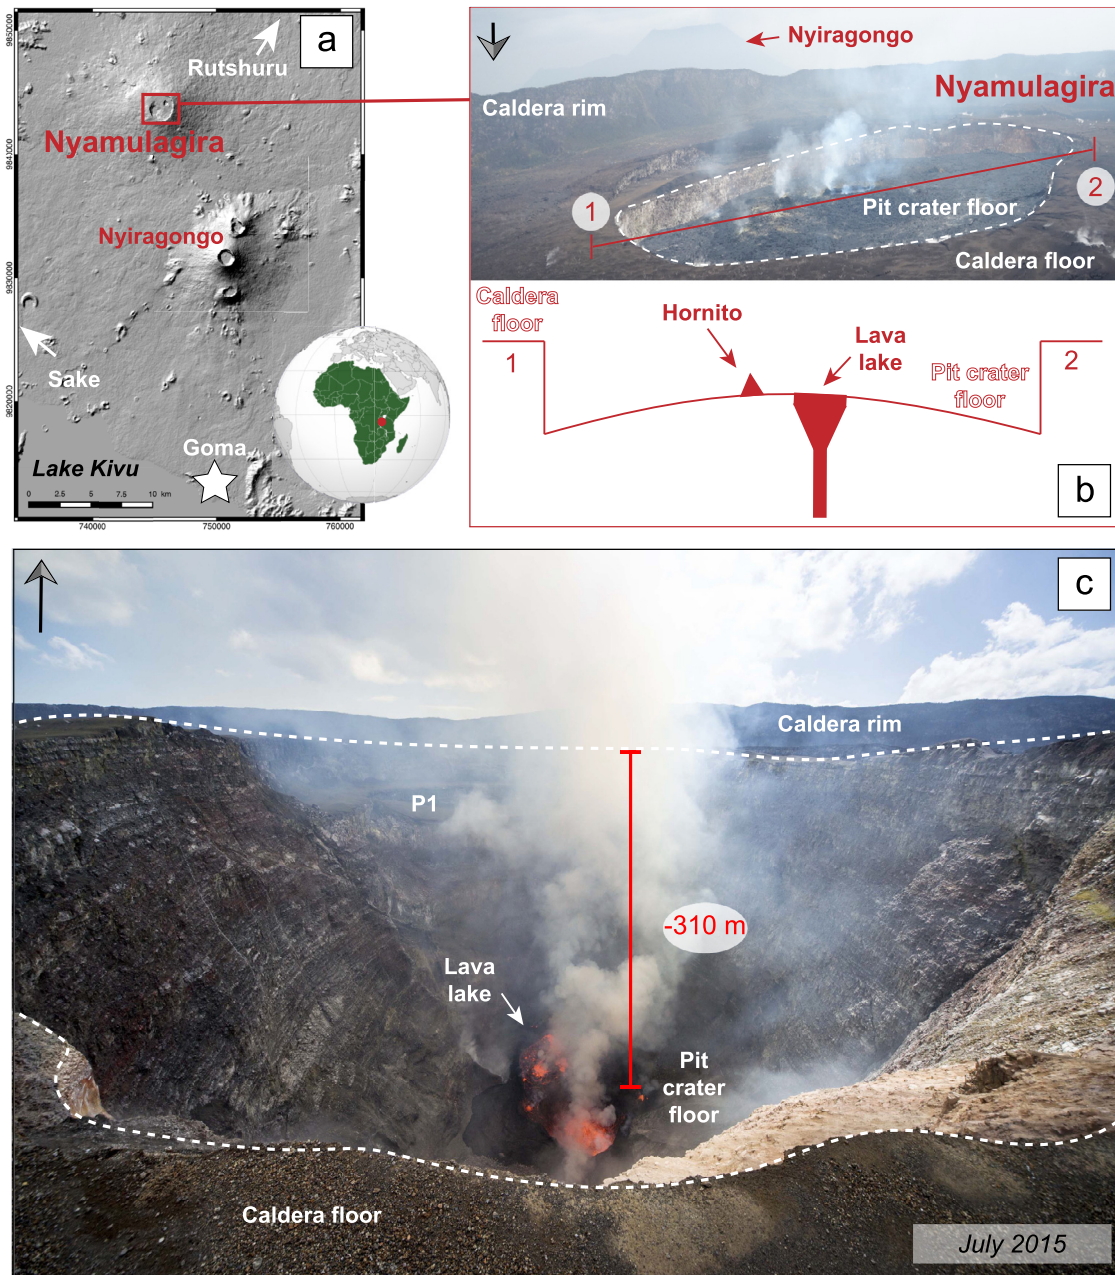 a
Rutshuru
Nyamulagira
Nyiragongo
Sake
Goma
Lake Kivu
0 2.5 5 7.5 10 km
740000 750000 760000
9850000
9841000
9830000
9820000
b
Nyiragongo
Nyamulagira
Caldera rim
1
2
Pit crater floor
Caldera floor
Caldera
floor
1
Hornito
Lava
lake
Pit crater
floor
2
c
Caldera rim
P1
-310 m
Lava
lake
Pit
crater
floor
Caldera floor
July 2015